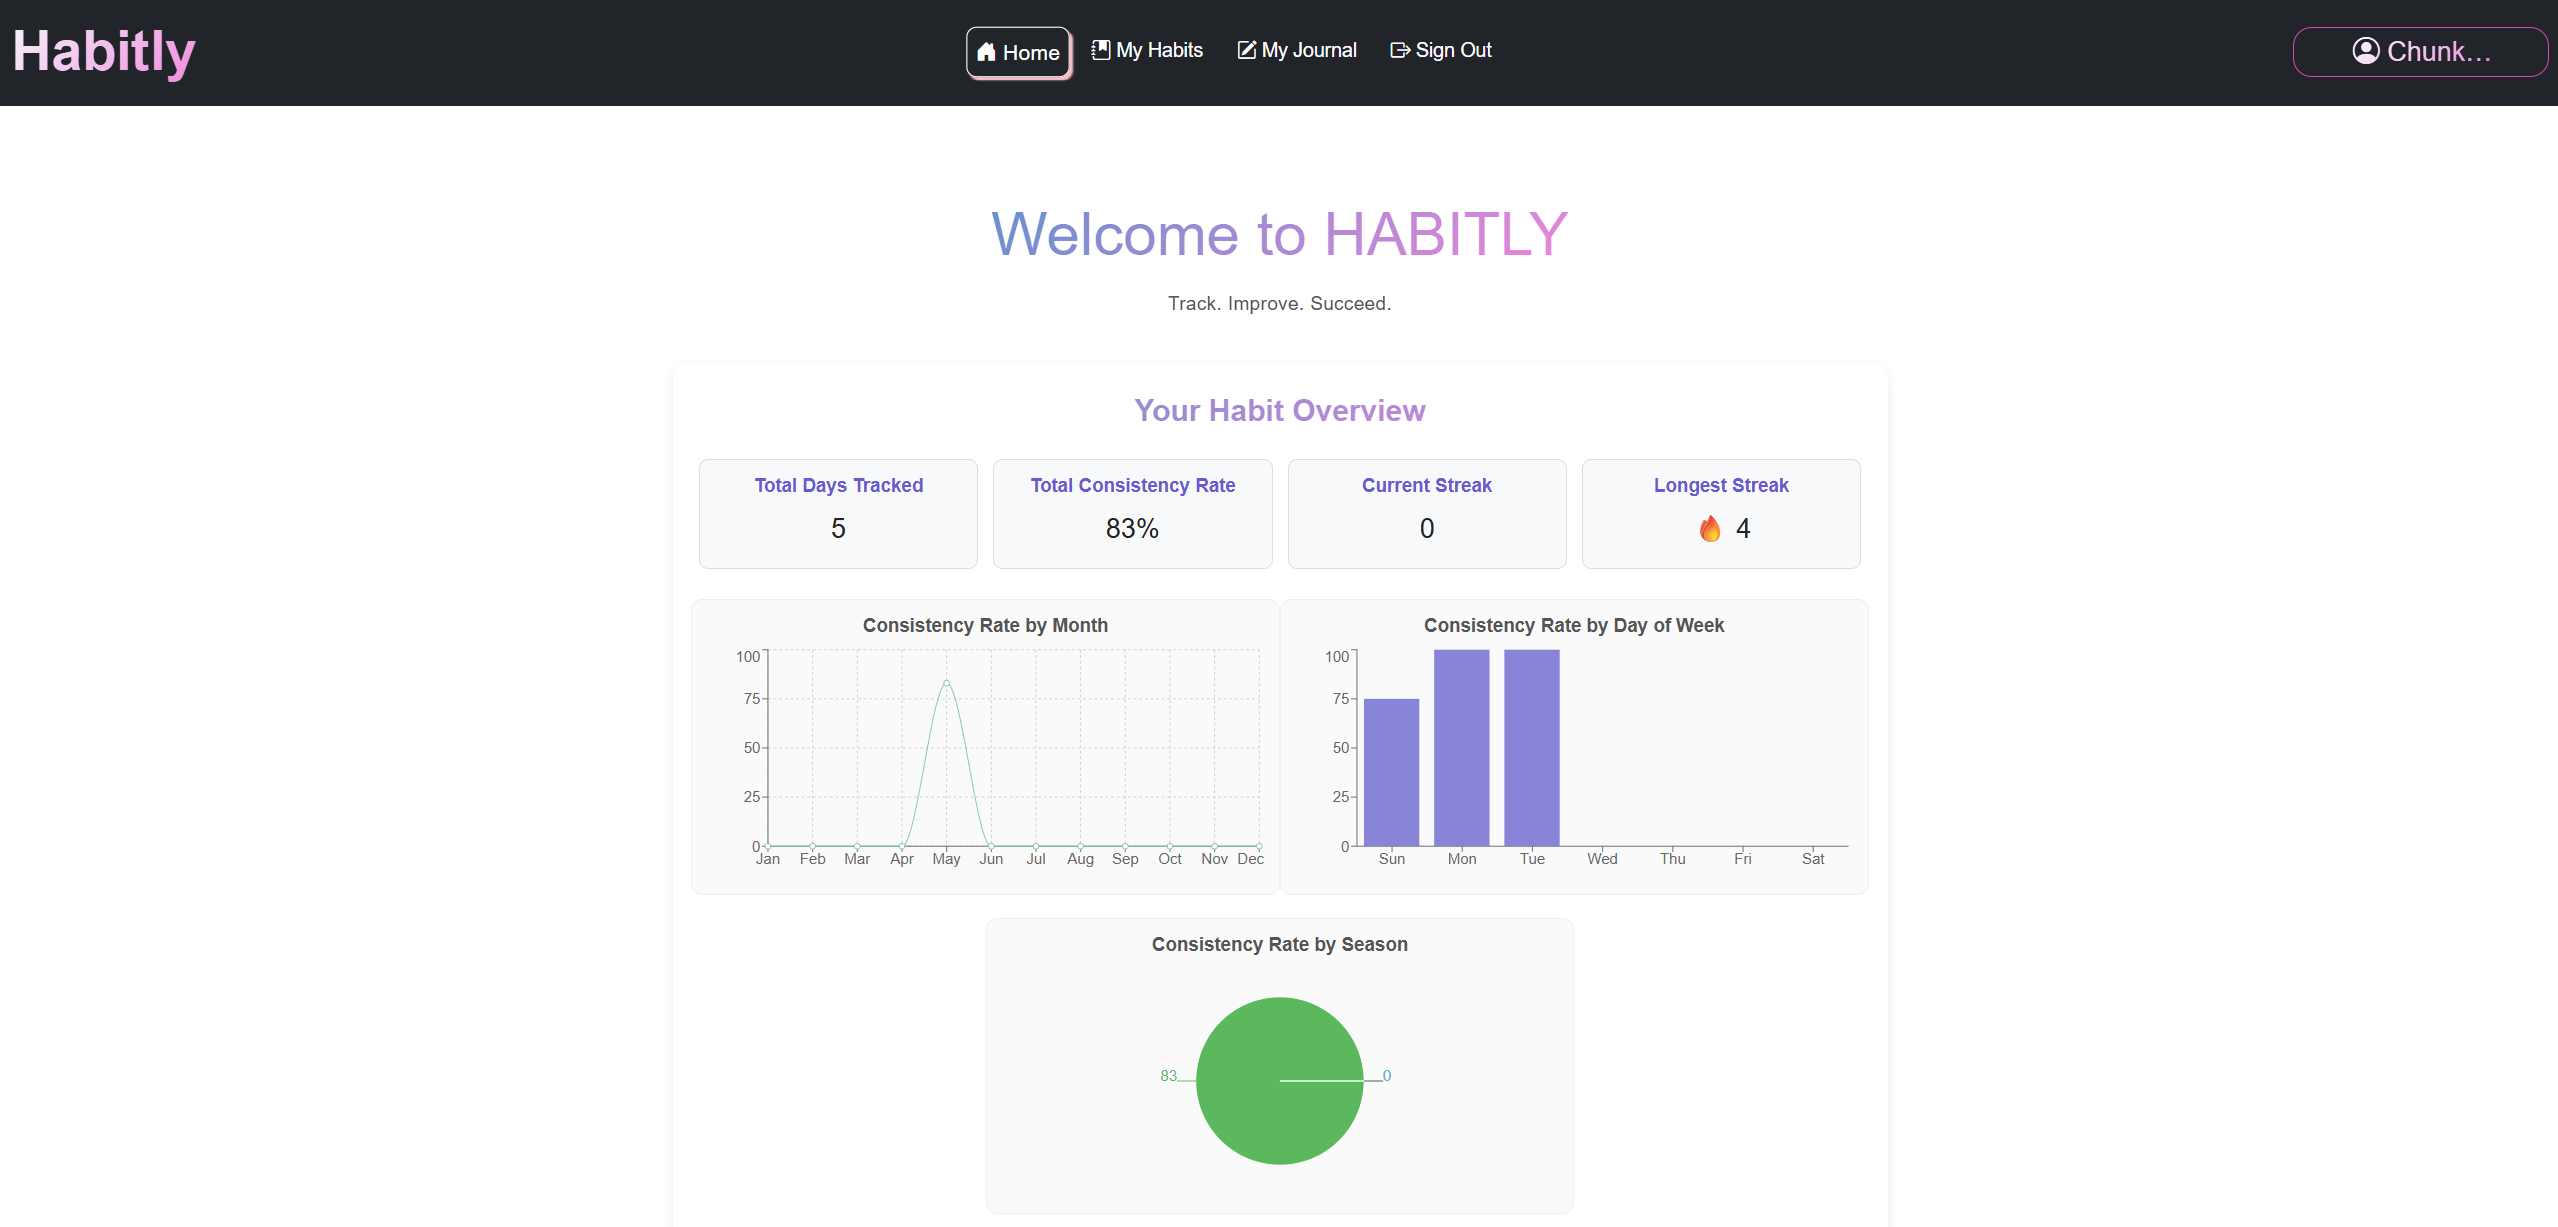 Habitly
Home My Habits My Journal Sign Out
Chunk...
Welcome to HABITLY
Track. Improve. Succeed.
Your Habit Overview
Total Days Tracked
5
Total Consistency Rate
83%
Current Streak
0
Longest Streak
🔥 4
Consistency Rate by Month
100
75
50
25
0
Jan Feb Mar Apr May Jun Jul Aug Sep Oct Nov Dec
Consistency Rate by Day of Week
100
75
50
25
0
Sun Mon Tue Wed Thu Fri Sat
Consistency Rate by Season
83 0